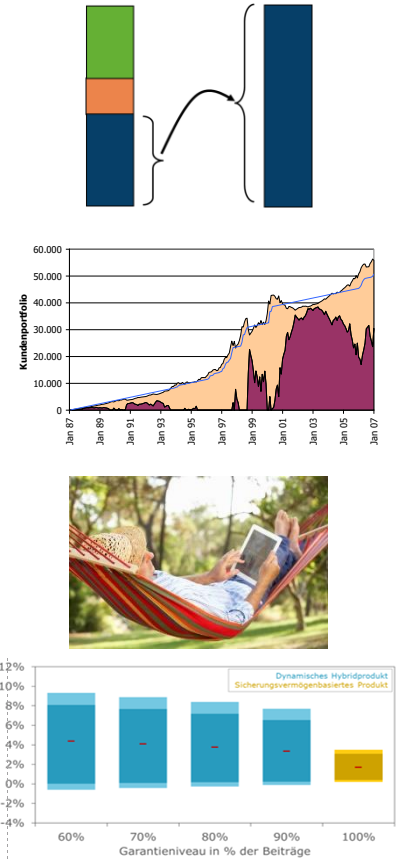 60.000
50.000
40.000
30.000
20.000
10.000
0
Kundenportfolio
Jan 87
Jan 89
Jan 91
Jan 93
Jan 95
Jan 97
Jan 99
Jan 01
Jan 03
Jan 05
Jan 07
12%
10%
8%
6%
4%
2%
0%
-2%
-4%
Dynamisches Hybridprodukt
Sicherungsvermögenbasiertes Produkt
60% 70% 80% 90% 100%
Garantieniveau in % der Beiträge